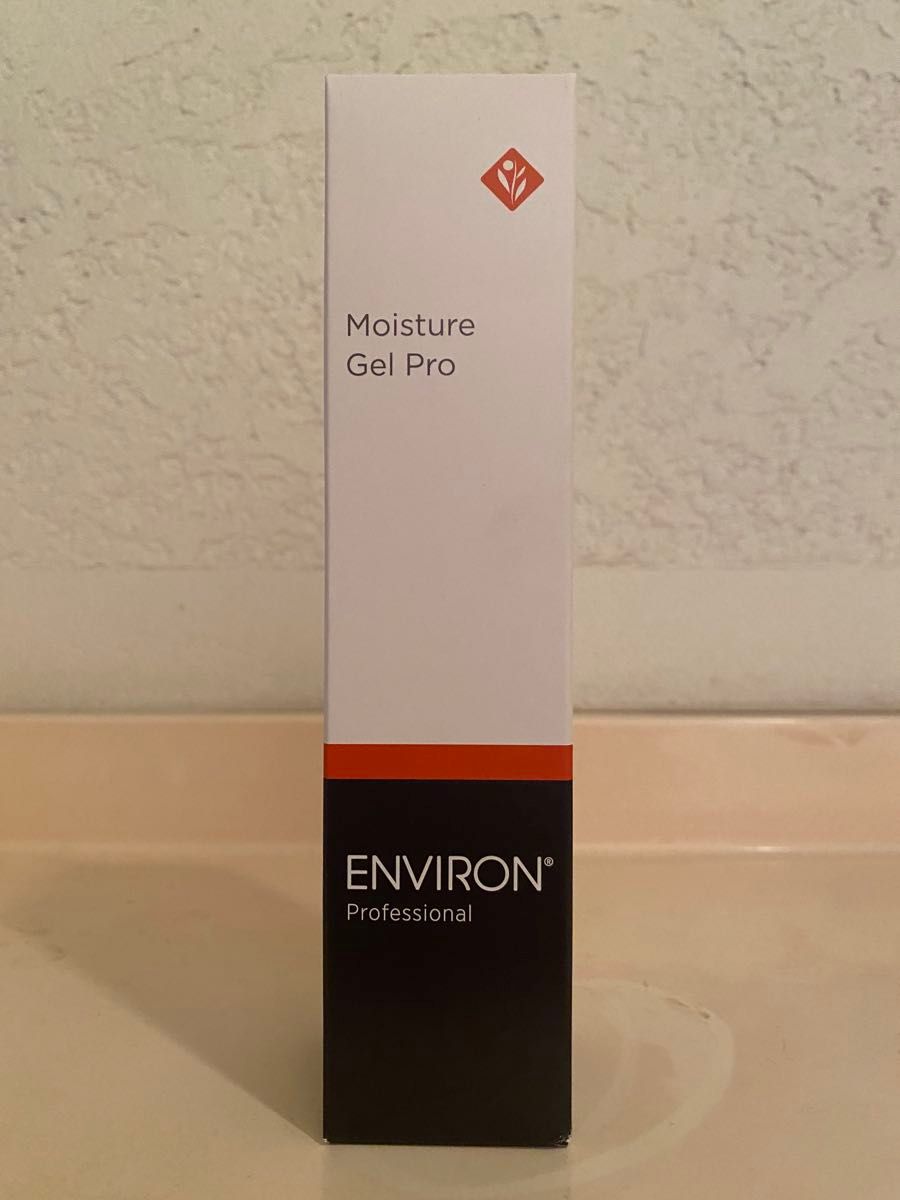 Moisture
Gel Pro
ENVIRON®
Professional